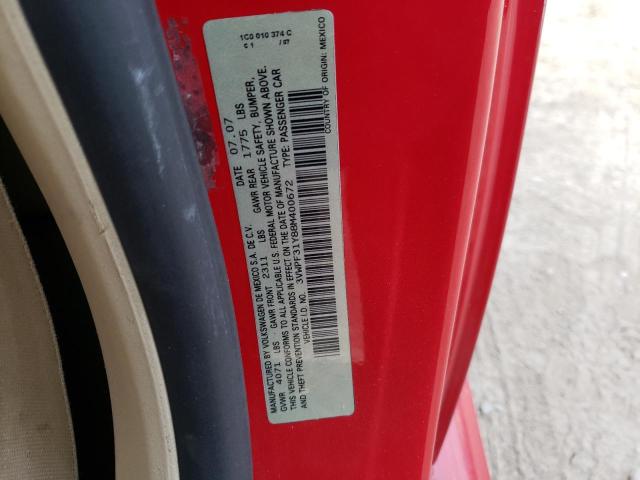 1C0 010 374 C
C 1 / 07
MANUFACTURED BY VOLKSWAGEN DE MEXICO S.A. DE C.V. DATE 07.07
GVWR 4071 LBS GAWR FRONT 2311 LBS GAWR REAR 1775 LBS
THIS VEHICLE CONFORMS TO ALL APPLICABLE U.S. FEDERAL MOTOR VEHICLE SAFETY, BUMPER,
AND THEFT PREVENTION STANDARDS IN EFFECT ON THE DATE OF MANUFACTURE SHOWN ABOVE.
VEHICLE I.D. NO. 3VWPF31Y88M400672 TYPE: PASSENGER CAR
COUNTRY OF ORIGIN: MEXICO